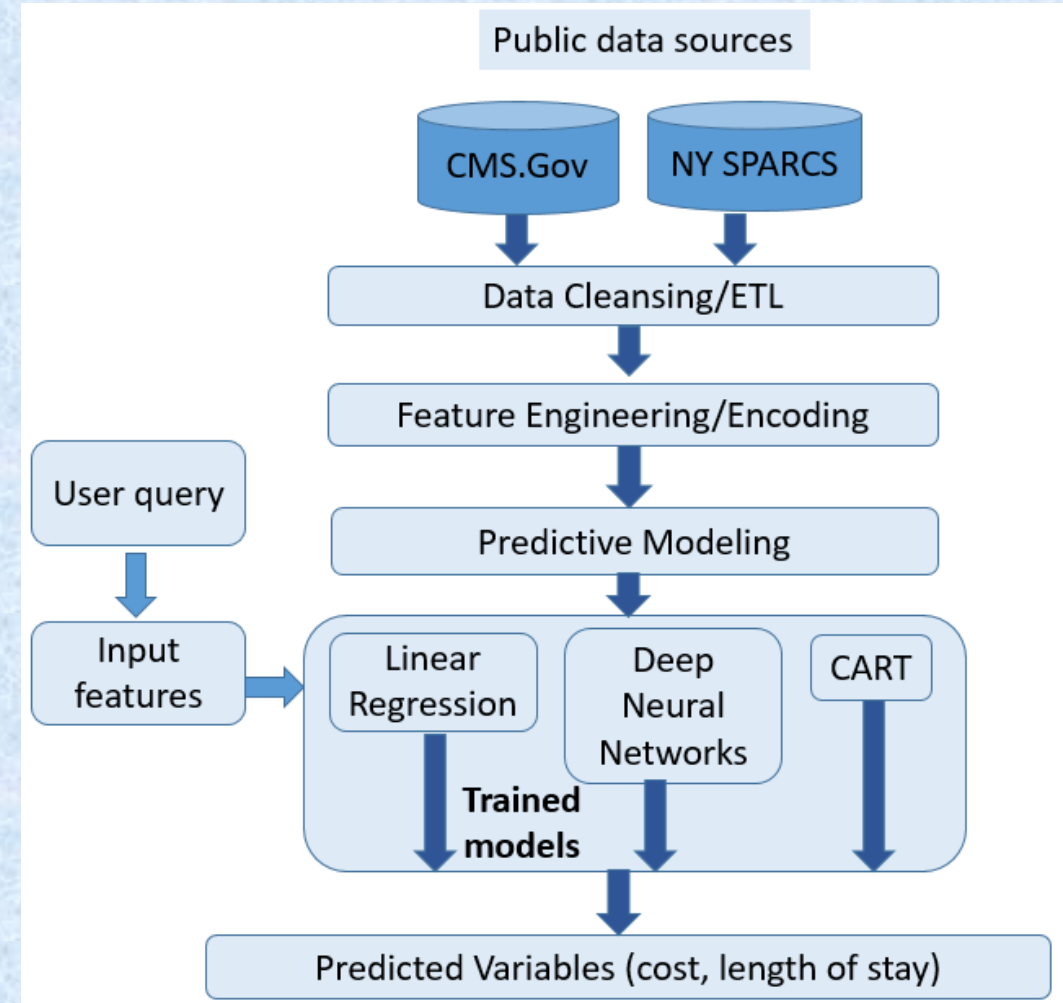 Public data sources
CMS.Gov
NY SPARCS
Data Cleansing/ETL
Feature Engineering/Encoding
User query
Predictive Modeling
Input
features
Linear
Regression
Deep
Neural
Networks
CART
Trained
models
Predicted Variables (cost, length of stay)